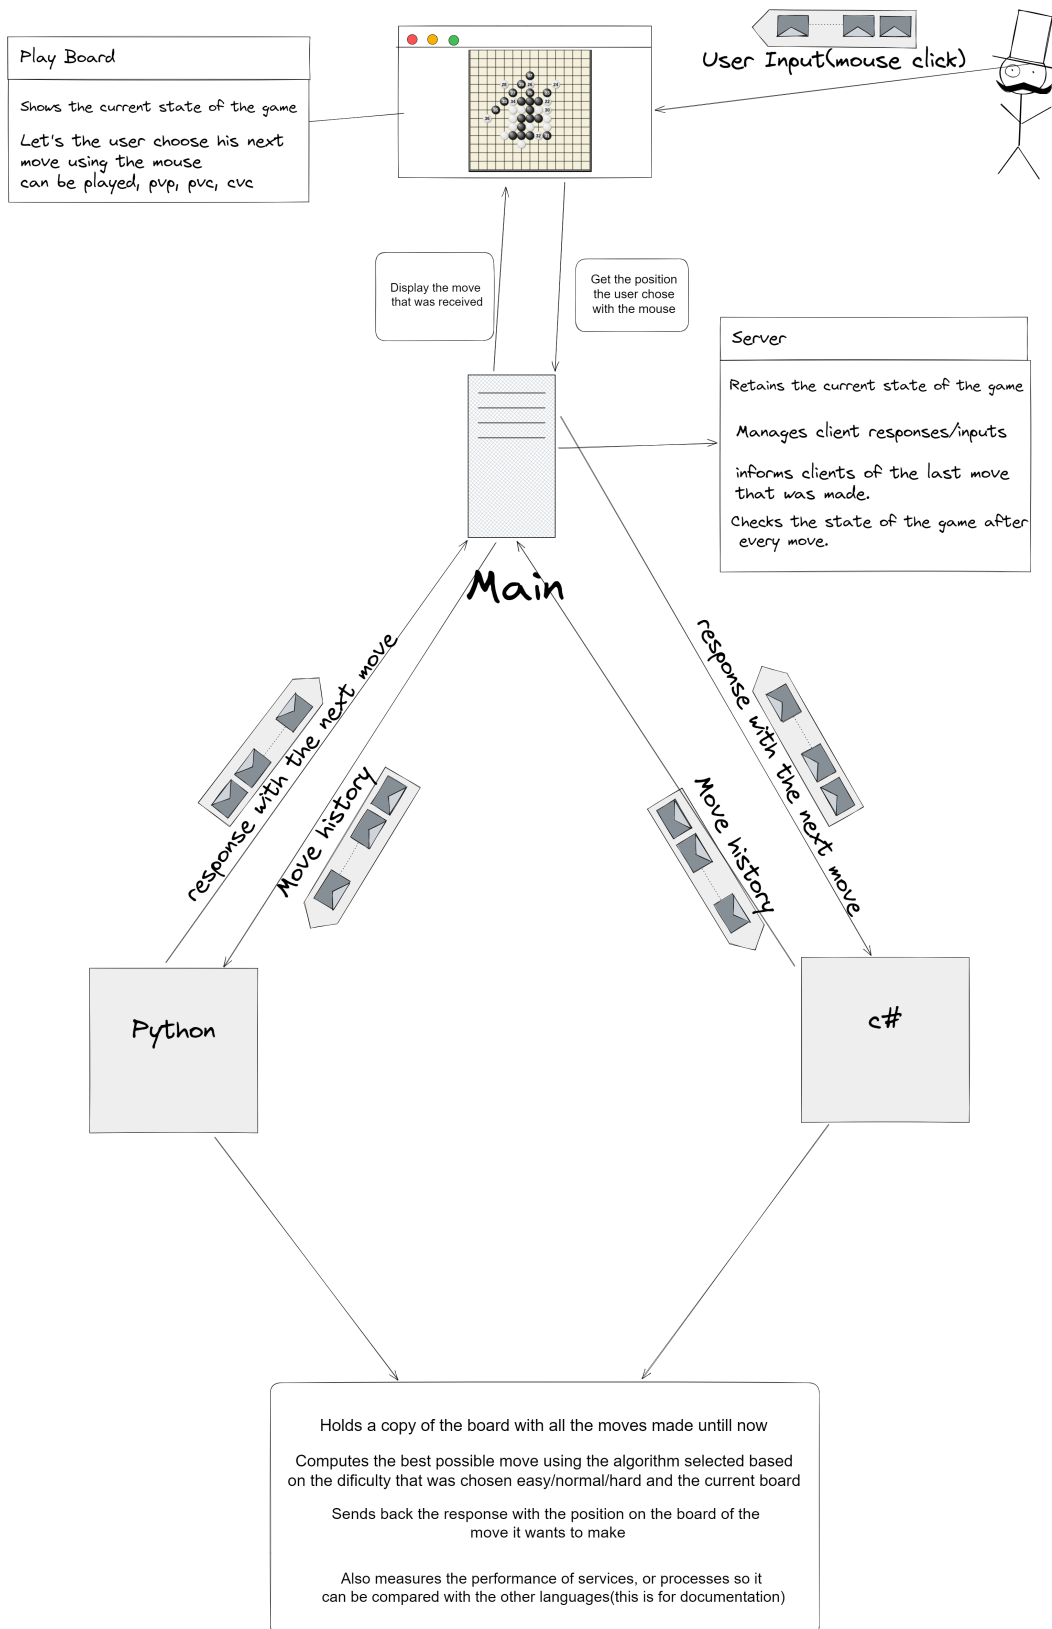 User Input(mouse click)
Play Board
Shows the current state of the game
Let's the user choose his next
move using the mouse
can be played, pvp, pvc, cvc
Display the move
that was received
Get the position
the user chose
with the mouse
Server
Retains the current state of the game
Manages client responses/inputs
informs clients of the last move
that was made.
Checks the state of the game after
every move.
Main
response with the next move
Move history
Move history
response with the next move
Python
c#
Holds a copy of the board with all the moves made untill now
Computes the best possible move using the algorithm selected based
on the dificulty that was chosen easy/normal/hard and the current board
Sends back the response with the position on the board of the
move it wants to make
Also measures the performance of services, or processes so it
can be compared with the other languages(this is for documentation)